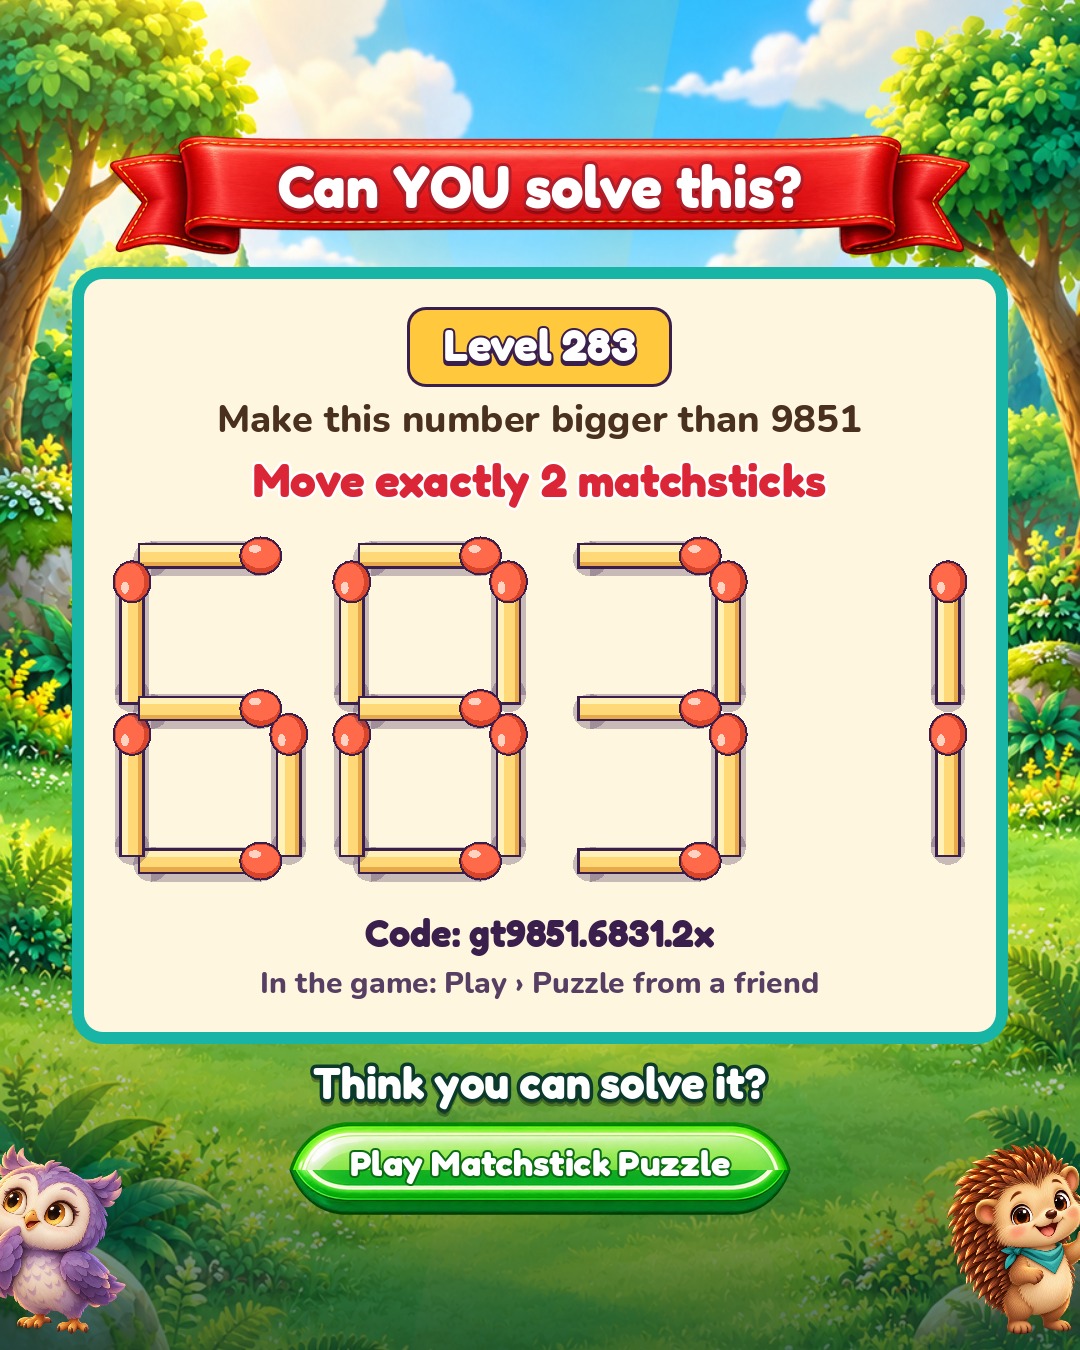 Can YOU solve this?
Level 283
Make this number bigger than 9851
Move exactly 2 matchsticks
6831
Code: gt9851.6831.2x
In the game: Play › Puzzle from a friend
Think you can solve it?
Play Matchstick Puzzle